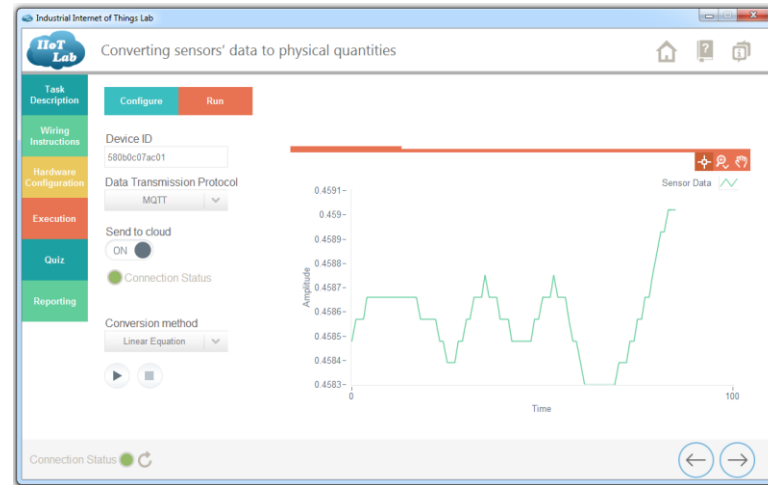 Industrial Internet of Things Lab
IIoT
Lab
Converting sensors' data to physical quantities
Task
Description
Wiring
Instructions
Hardware
Configuration
Execution
Quiz
Reporting
Configure
Run
Device ID
580b0c07ac01
Data Transmission Protocol
MQTT
Send to cloud
ON
Connection Status
Conversion method
Linear Equation
Sensor Data
Amplitude
0.4591-
0.459-
0.4589-
0.4588-
0.4587-
0.4586-
0.4585-
0.4584-
0.4583-
0
100
Time
Connection Status